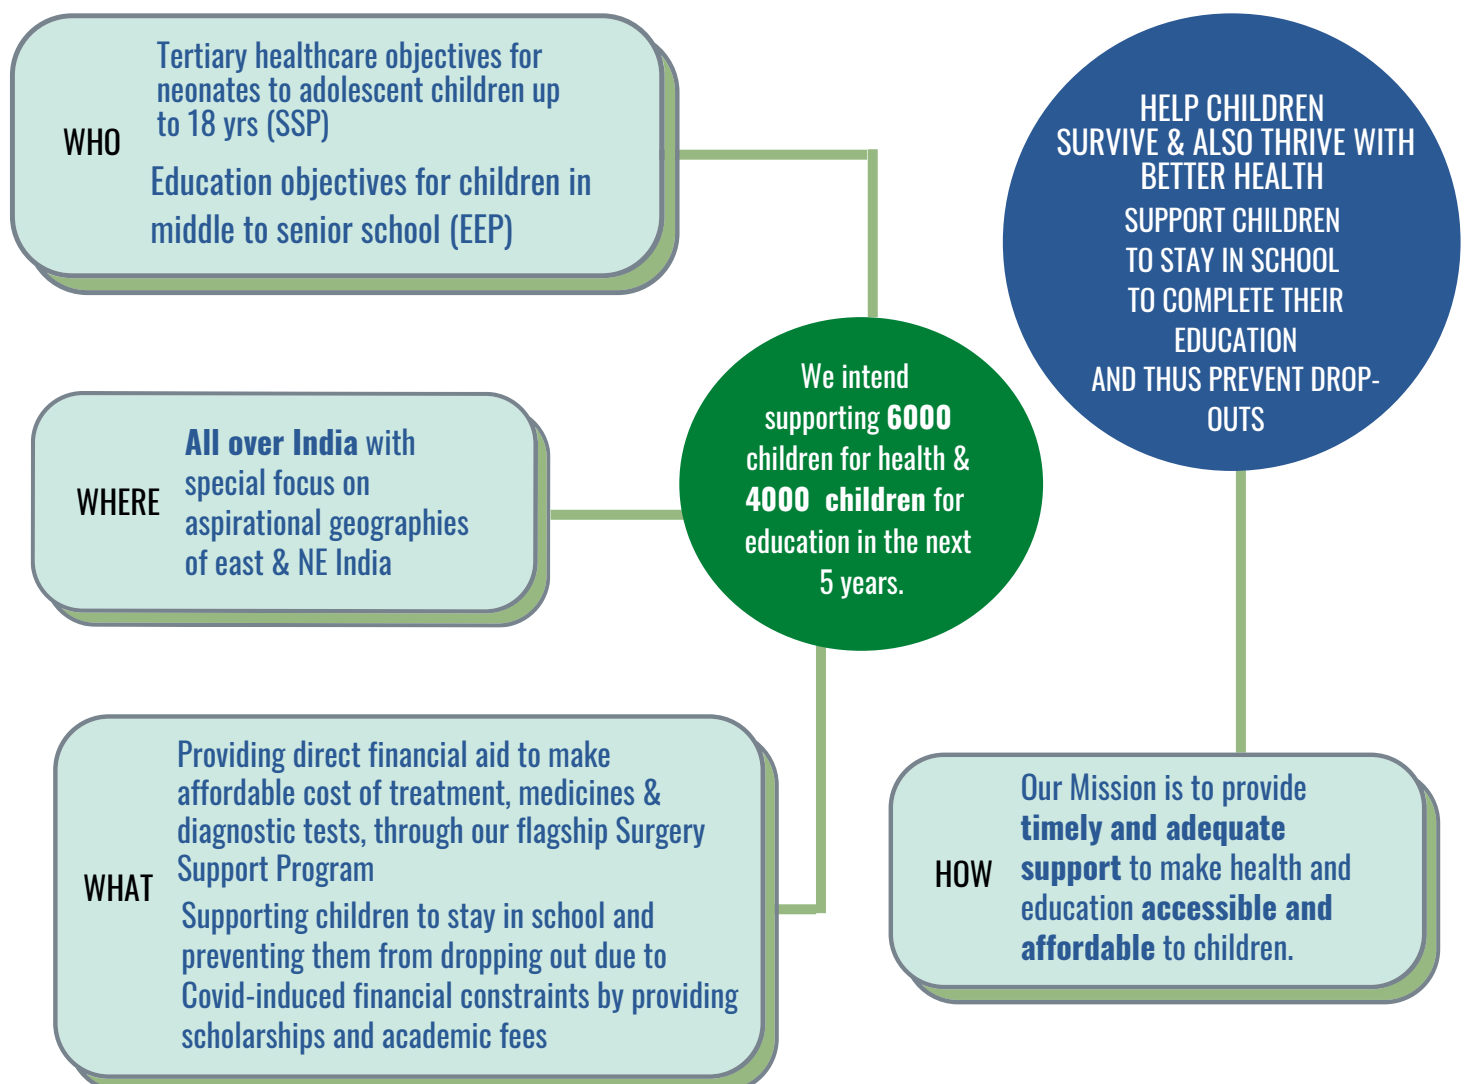 WHO
Tertiary healthcare objectives for
neonates to adolescent children up
to 18 yrs (SSP)
Education objectives for children in
middle to senior school (EEP)
HELP CHILDREN
SURVIVE & ALSO THRIVE WITH
BETTER HEALTH
SUPPORT CHILDREN
TO STAY IN SCHOOL
TO COMPLETE THEIR
EDUCATION
AND THUS PREVENT DROP-
OUTS
We intend
supporting 6000
children for health &
4000 children for
education in the next
5 years.
WHERE
All over India with
special focus on
aspirational geographies
of east & NE India
WHAT
Providing direct financial aid to make
affordable cost of treatment, medicines &
diagnostic tests, through our flagship Surgery
Support Program
Supporting children to stay in school and
preventing them from dropping out due to
Covid-induced financial constraints by providing
scholarships and academic fees
HOW
Our Mission is to provide
timely and adequate
support to make health and
education accessible and
affordable to children.